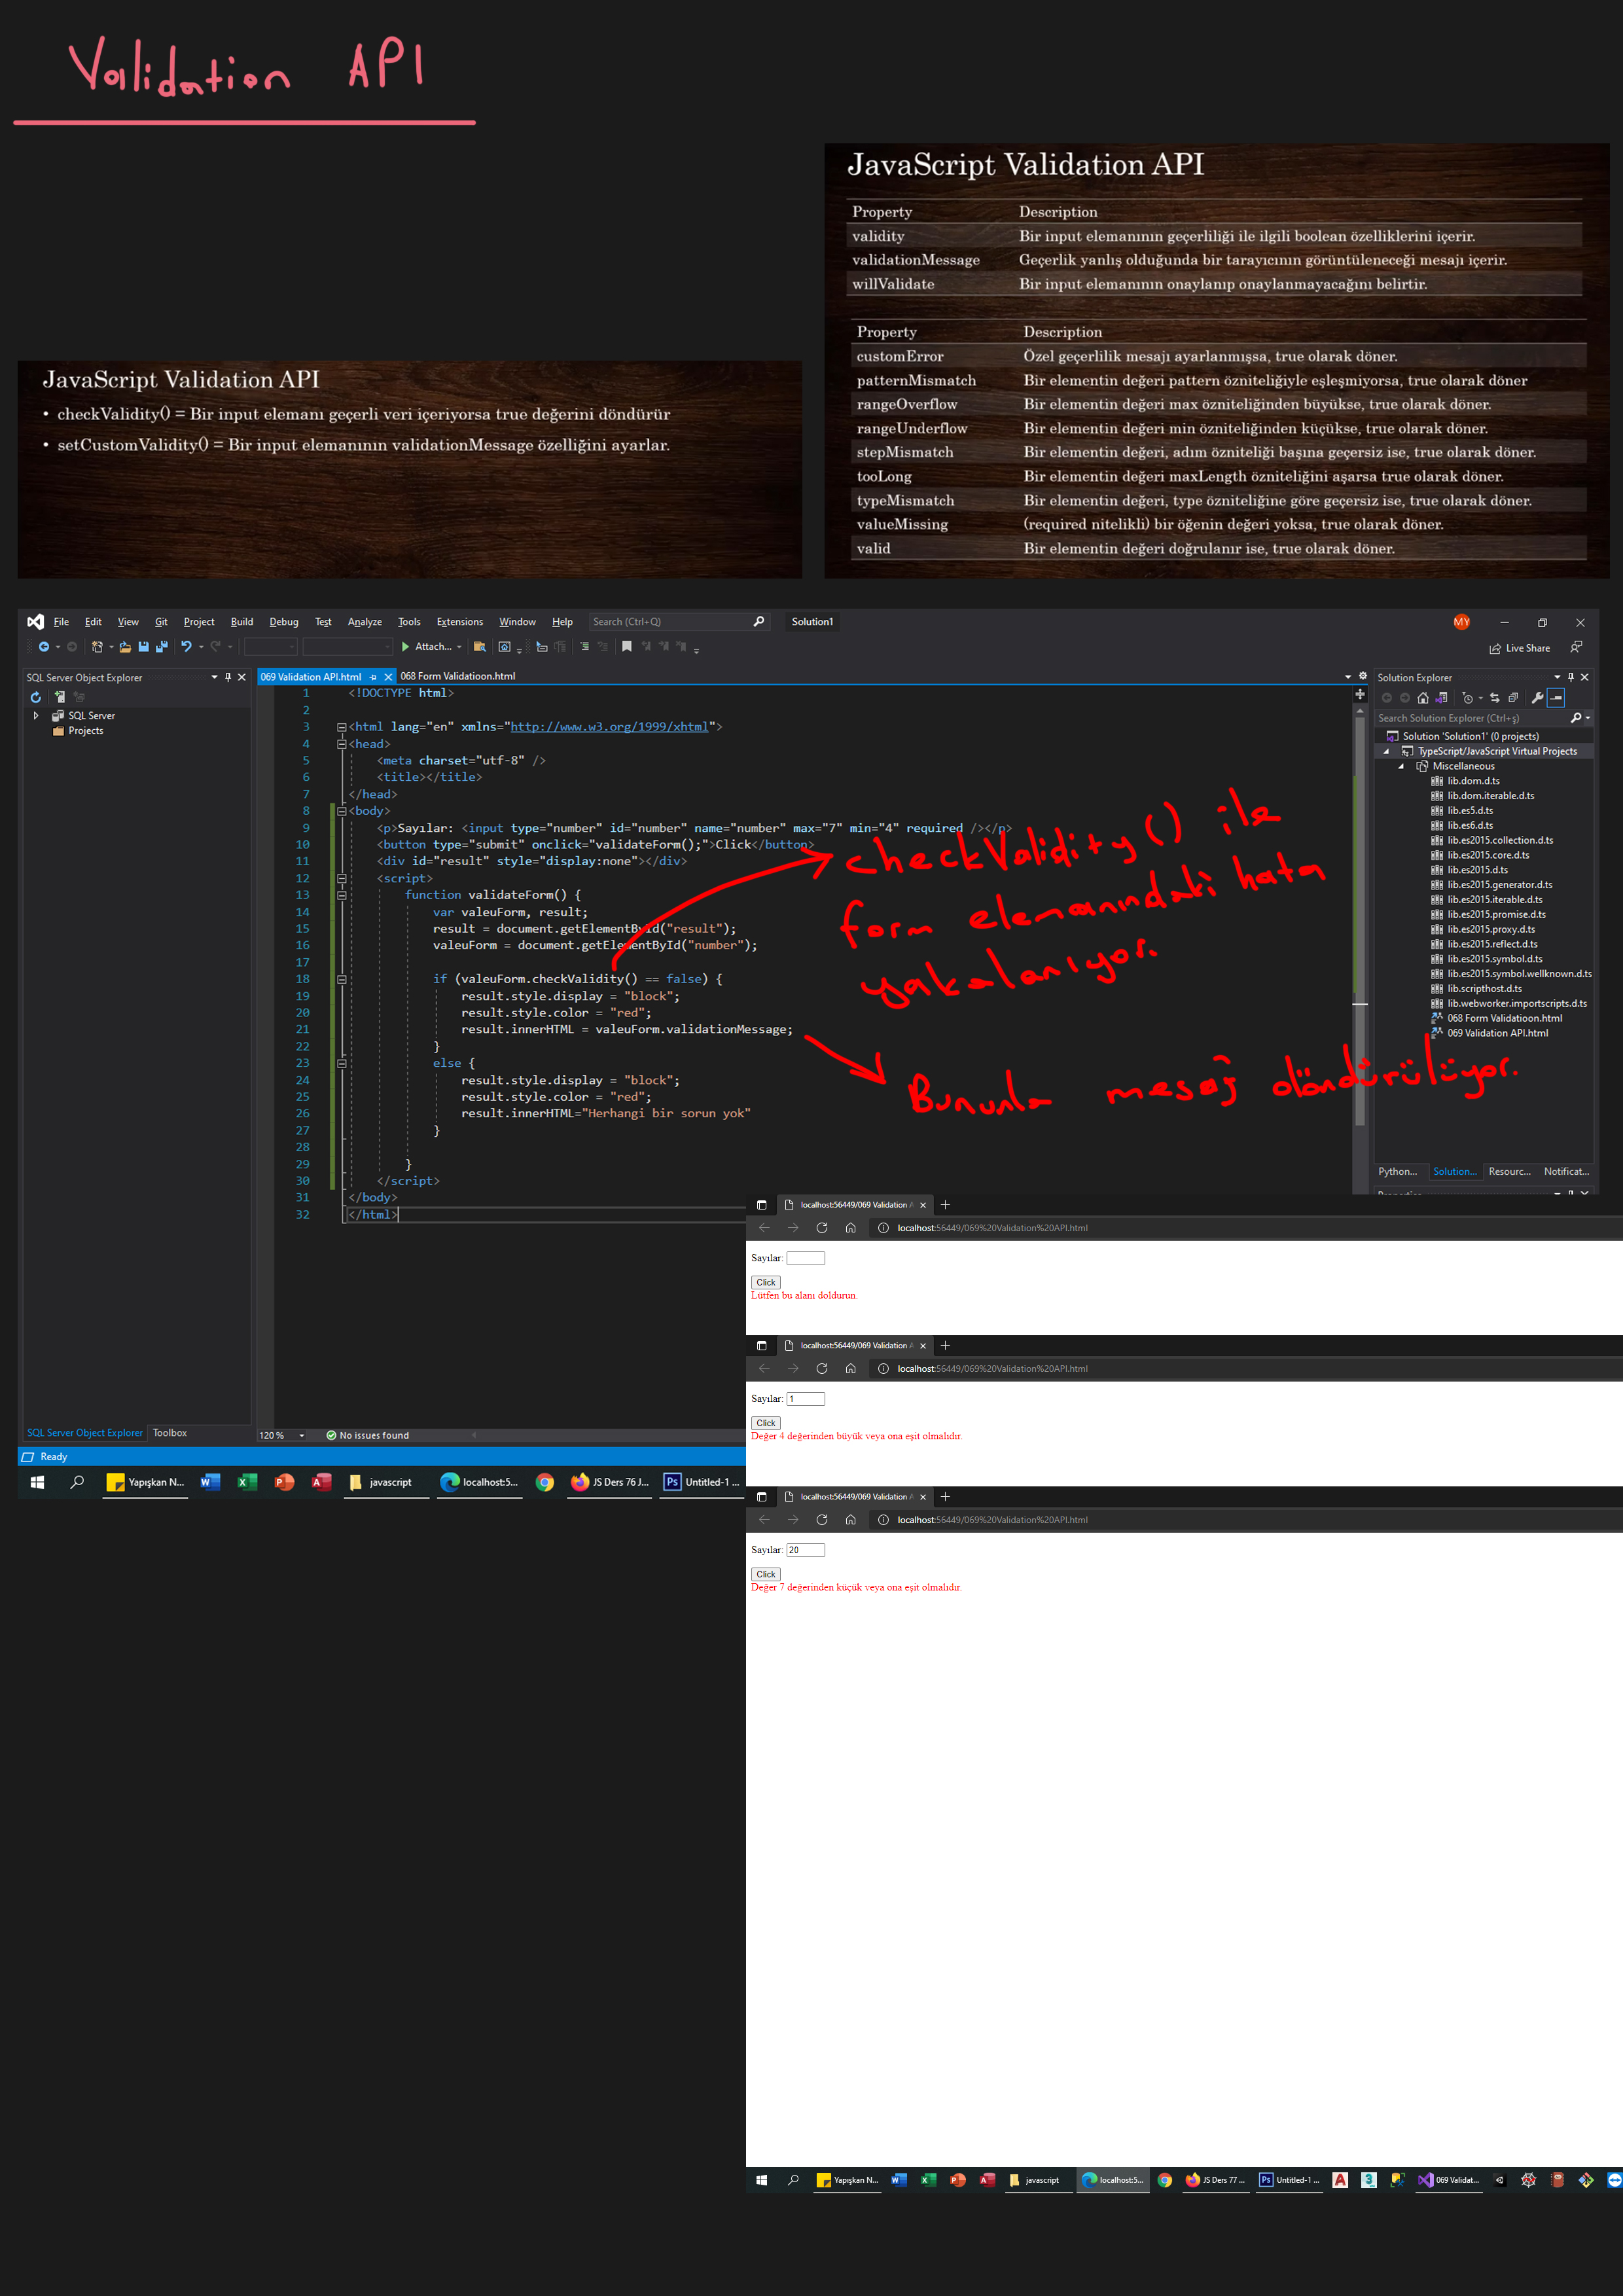 Validation API
JavaScript Validation API
Property Description
validity Bir input elemanının geçerliliği ile ilgili boolean özelliklerini içerir.
validationMessage Geçerlik yanlış olduğunda bir tarayıcının görüntüleneceği mesajı içerir.
willValidate Bir input elemanının onaylanıp onaylanmayacağını belirtir.
Property Description
customError Özel geçerlilik mesajı ayarlanmışsa, true olarak döner.
patternMismatch Bir elementin değeri pattern özniteliğiyle eşleşmiyorsa, true olarak döner
rangeOverflow Bir elementin değeri max özniteliğinden büyükse, true olarak döner.
rangeUnderflow Bir elementin değeri min özniteliğinden küçükse, true olarak döner.
stepMismatch Bir elementin değeri, adım özniteliği başına geçersiz ise, true olarak döner.
tooLong Bir elementin değeri maxLength özniteliğini aşarsa true olarak döner.
typeMismatch Bir elementin değeri, type özniteliğine göre geçersiz ise, true olarak döner.
valueMissing (required nitelikli) bir öğenin değeri yoksa, true olarak döner.
valid Bir elementin değeri doğrulanır ise, true olarak döner.
JavaScript Validation API
• checkValidity() = Bir input elemanı geçerli veri içeriyorsa true değerini döndürür
• setCustomValidity() = Bir input elemanının validationMessage özelliğini ayarlar.
File Edit View Git Project Build Debug Test Analyze Tools Extensions Window Help Search (Ctrl+Q) Solution1 MY
Attach... Live Share
SQL Server Object Explorer
SQL Server
Projects
069 Validation API.html 068 Form Validatioon.html
1 <!DOCTYPE html>
2
3 <html lang="en" xmlns="http://www.w3.org/1999/xhtml">
4 <head>
5 <meta charset="utf-8" />
6 <title></title>
7 </head>
8 <body>
9 <p>Sayılar: <input type="number" id="number" name="number" max="7" min="4" required /></p>
10 <button type="submit" onclick="validateForm();">Click</button>
11 <div id="result" style="display:none"></div>
12 <script>
13 function validateForm() {
14 var valeuForm, result;
15 result = document.getElementById("result");
16 valeuForm = document.getElementById("number");
17
18 if (valeuForm.checkValidity() == false) {
19 result.style.display = "block";
20 result.style.color = "red";
21 result.innerHTML = valeuForm.validationMessage;
22 }
23 else {
24 result.style.display = "block";
25 result.style.color = "red";
26 result.innerHTML="Herhangi bir sorun yok"
27 }
28
29 }
30 </script>
31 </body>
32 </html>
checkValidity() ile
form elemanındaki hata
yakalanıyor.
Bununla mesaj döndürülüyor.
Solution Explorer
Search Solution Explorer (Ctrl+ş)
Solution 'Solution1' (0 projects)
TypeScript/JavaScript Virtual Projects
Miscellaneous
lib.dom.d.ts
lib.dom.iterable.d.ts
lib.es5.d.ts
lib.es6.d.ts
lib.es2015.collection.d.ts
lib.es2015.core.d.ts
lib.es2015.d.ts
lib.es2015.generator.d.ts
lib.es2015.iterable.d.ts
lib.es2015.promise.d.ts
lib.es2015.proxy.d.ts
lib.es2015.reflect.d.ts
lib.es2015.symbol.d.ts
lib.es2015.symbol.wellknown.d.ts
lib.scripthost.d.ts
lib.webworker.importscripts.d.ts
068 Form Validatioon.html
069 Validation API.html
Python... Solution... Resourc... Notificat...
SQL Server Object Explorer Toolbox
120 % No issues found
Ready
Yapışkan N... javascript localhost:5... JS Ders 76 J... Untitled-1 ...
localhost:56449/069 Validation A
localhost:56449/069%20Validation%20API.html
Sayılar:
Click
Lütfen bu alanı doldurun.
localhost:56449/069 Validation A
localhost:56449/069%20Validation%20API.html
Sayılar: 1
Click
Değer 4 değerinden büyük veya ona eşit olmalıdır.
localhost:56449/069 Validation A
localhost:56449/069%20Validation%20API.html
Sayılar: 20
Click
Değer 7 değerinden küçük veya ona eşit olmalıdır.
Yapışkan N... javascript localhost:5... JS Ders 77 ... Untitled-1 ... 069 Validat...